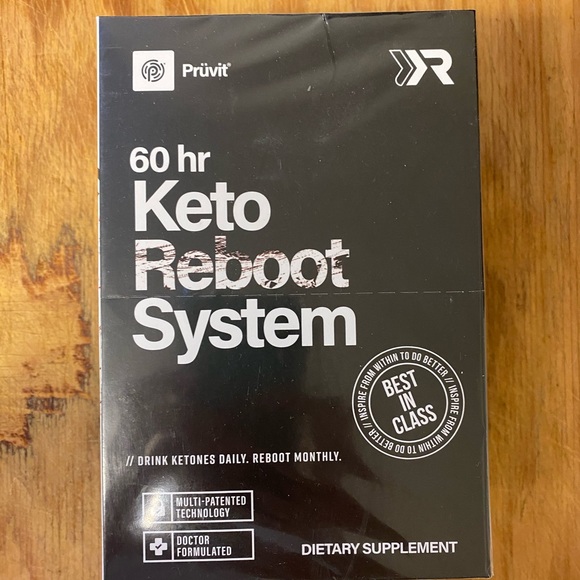 Prüvit®
R
60 hr
Keto
Reboot
System
BEST
IN
CLASS
INSPIRE FROM WITHIN TO DO BETTER // INSPIRE FROM WITHIN TO DO BETTER //
// DRINK KETONES DAILY. REBOOT MONTHLY.
MULTI-PATENTED
TECHNOLOGY
DOCTOR
FORMULATED
DIETARY SUPPLEMENT